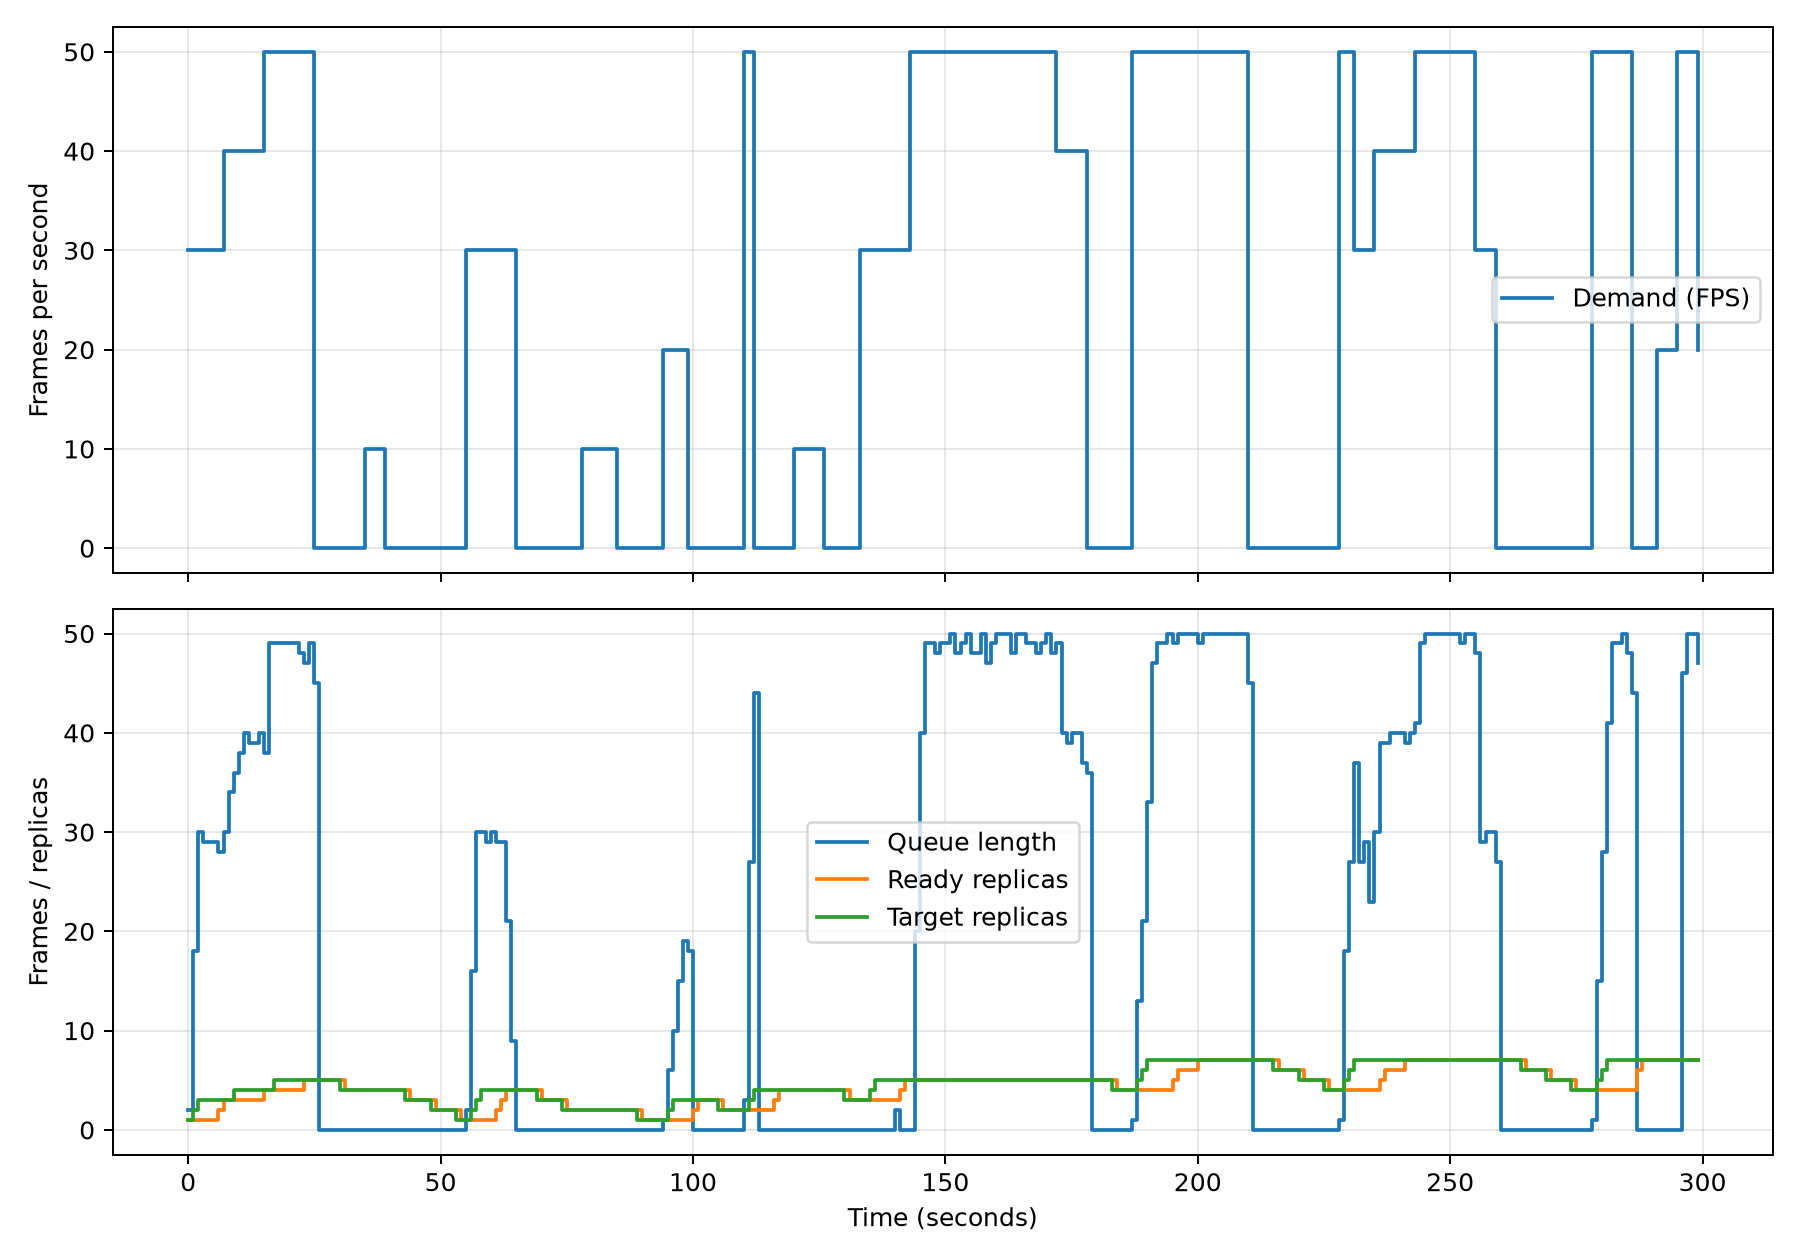 50
40
30
20
10
0
Frames per second
Demand (FPS)
50
40
30
20
10
0
Frames / replicas
Queue length
Ready replicas
Target replicas
0 50 100 150 200 250 300
Time (seconds)